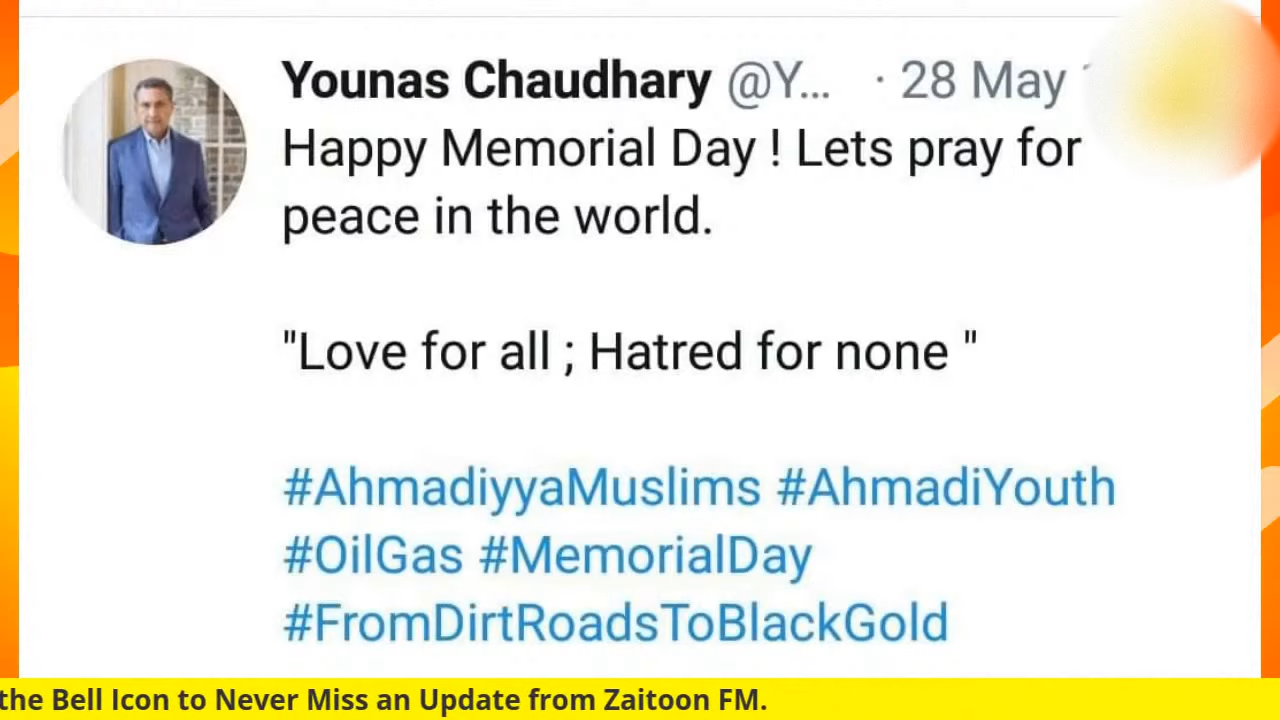 Younas Chaudhary @Y... · 28 May
Happy Memorial Day ! Lets pray for
peace in the world.
"Love for all ; Hatred for none "
#AhmadiyyaMuslims #AhmadiYouth
#OilGas #MemorialDay
#FromDirtRoadsToBlackGold
the Bell Icon to Never Miss an Update from Zaitoon FM.